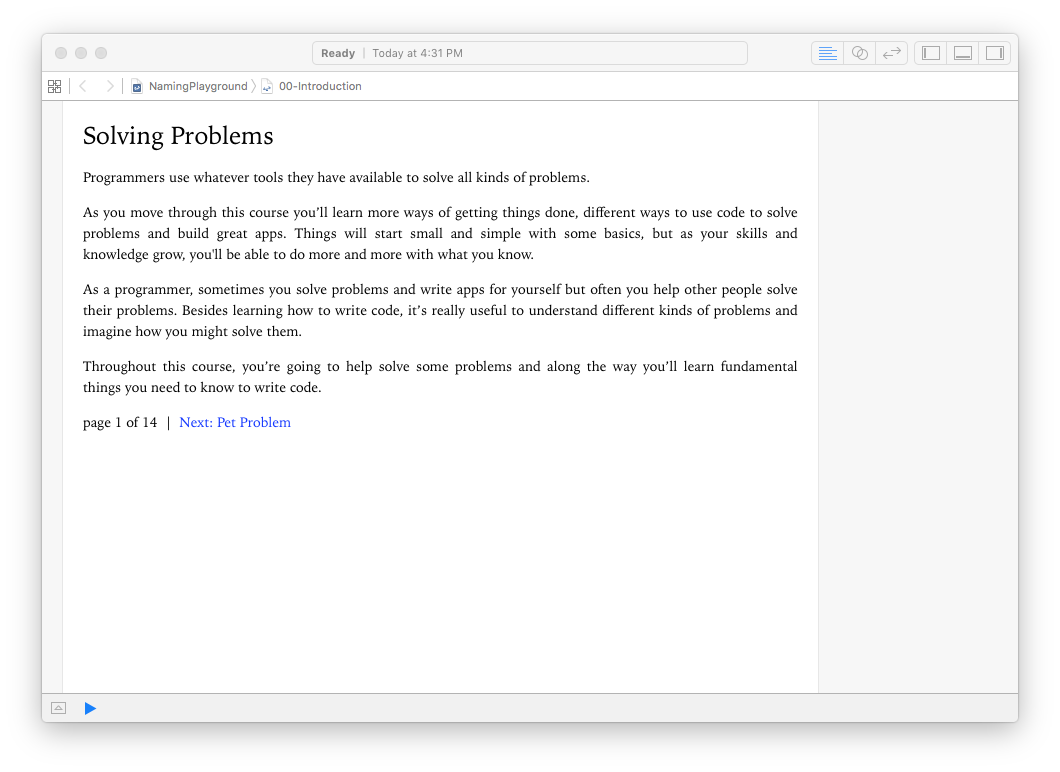 Ready | Today at 4:31 PM
NamingPlayground 〉 00-Introduction
Solving Problems
Programmers use whatever tools they have available to solve all kinds of problems.
As you move through this course you’ll learn more ways of getting things done, different ways to use code to solve
problems and build great apps. Things will start small and simple with some basics, but as your skills and
knowledge grow, you'll be able to do more and more with what you know.
As a programmer, sometimes you solve problems and write apps for yourself but often you help other people solve
their problems. Besides learning how to write code, it’s really useful to understand different kinds of problems and
imagine how you might solve them.
Throughout this course, you’re going to help solve some problems and along the way you’ll learn fundamental
things you need to know to write code.
page 1 of 14 | Next: Pet Problem